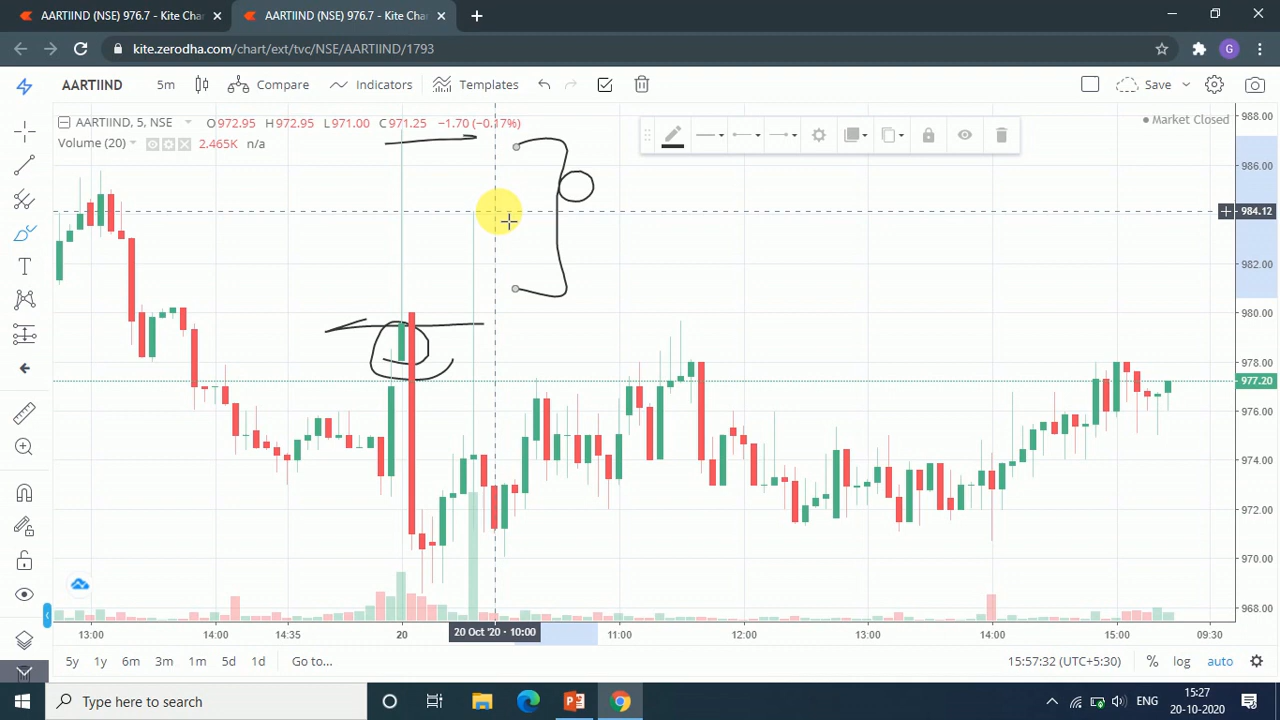 AARTIIND (NSE) 976.7 - Kite Cha
AARTIIND (NSE) 976.7 - Kite Cha
kite.zerodha.com/chart/ext/tvc/NSE/AARTIIND/1793
G
AARTIIND
5m
Compare
Indicators
Templates
Save
AARTIIND, 5, NSE
O972.95 H972.95 L971.00 C971.25 -1.70 (-0.17%)
Volume (20)
2.465K n/a
Market Closed
988.00
986.00
984.12
982.00
980.00
978.00
977.20
976.00
974.00
972.00
970.00
968.00
13:00
14:00
14:35
20
20 Oct '20 - 10:00
11:00
12:00
13:00
14:00
15:00
09:30
5y
1y
6m
3m
1m
5d
1d
Go to...
15:57:32 (UTC+5:30)
%
log
auto
Type here to search
ENG
15:27
20-10-2020